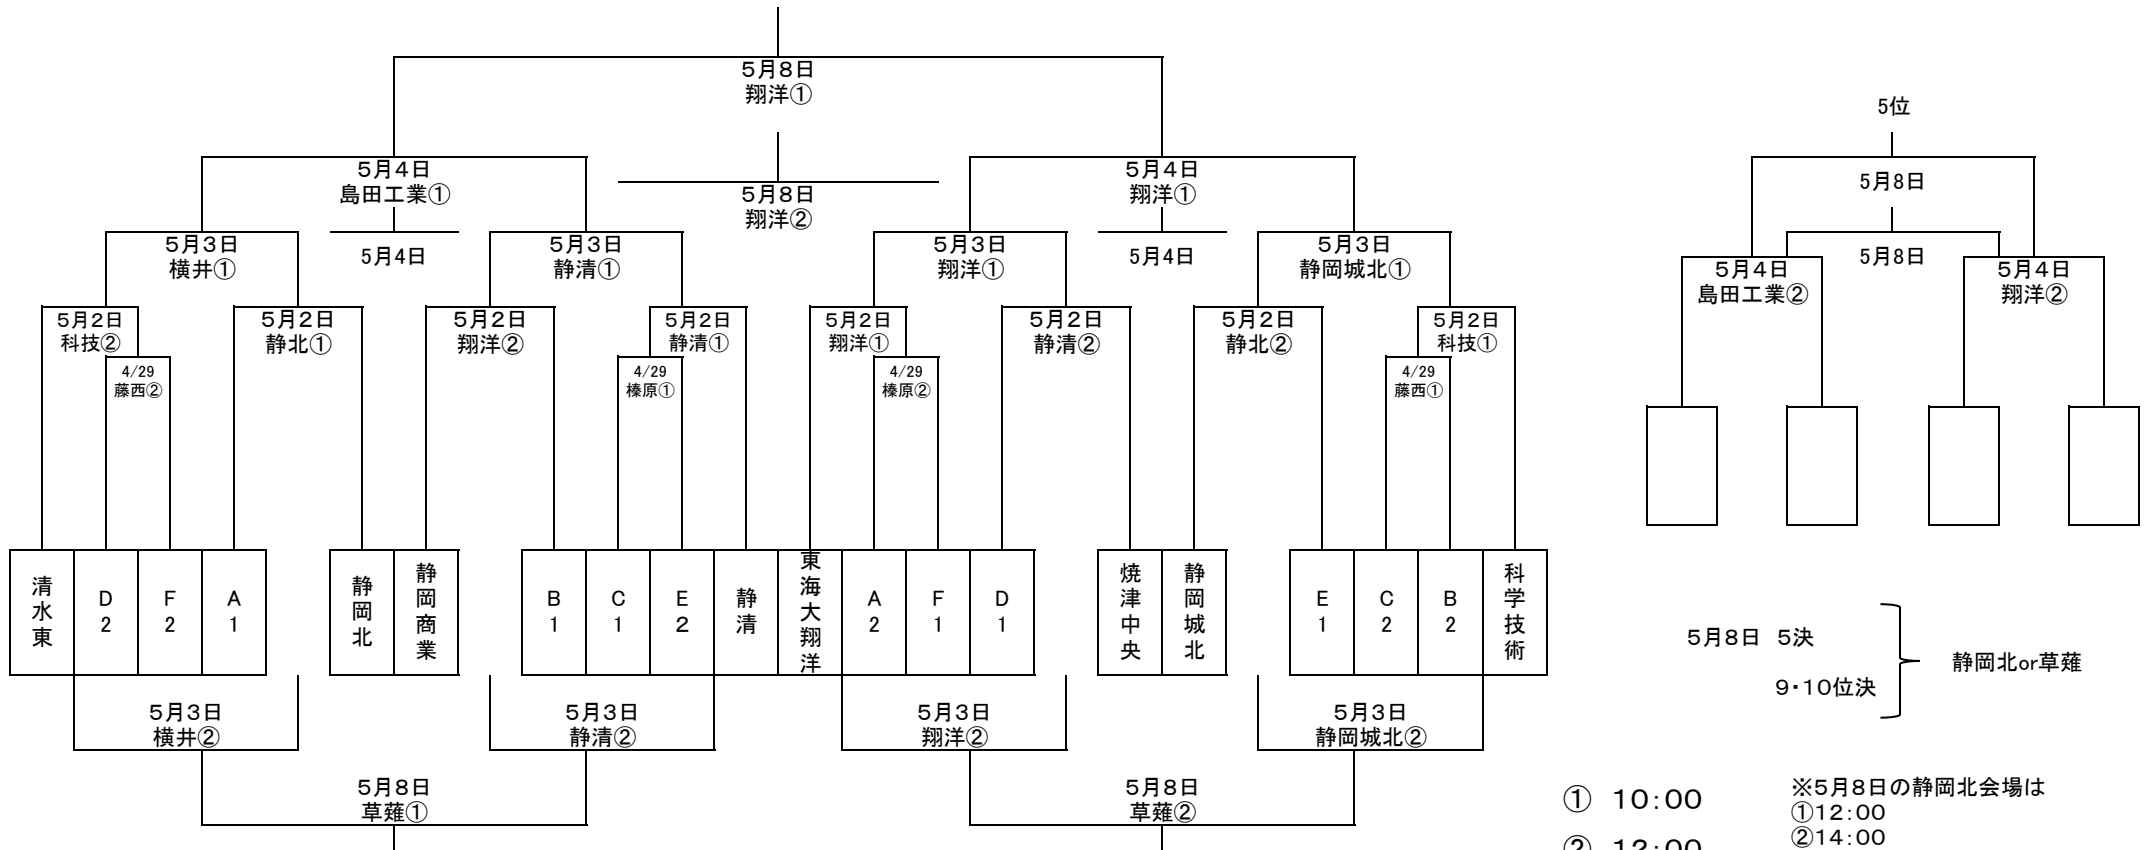 5月8日
翔洋①
5位
5月4日
島田工業①
5月8日
翔洋②
5月4日
翔洋①
5月8日
5月3日
横井①
5月4日
5月3日
静清①
5月3日
翔洋①
5月4日
5月3日
静岡城北①
5月8日
5月4日
島田工業②
5月4日
翔洋②
5月2日
科技②
5月2日
静北①
5月2日
翔洋②
5月2日
静清①
5月2日
翔洋①
5月2日
静清②
5月2日
静北②
5月2日
科技①
4/29
藤西②
4/29
榛原①
4/29
榛原②
4/29
藤西①
清水東
D2
F2
A1
静岡北
静岡商業
B1
C1
E2
静清
東海大翔洋
A2
F1
D1
焼津中央
静岡城北
E1
C2
B2
科学技術
5月8日 5決
9・10位決
静岡北or草薙
5月3日
横井②
5月3日
静清②
5月3日
翔洋②
5月3日
静岡城北②
5月8日
草薙①
5月8日
草薙②
① 10:00
② 12:00
※5月8日の静岡北会場は
①12:00
②14:00